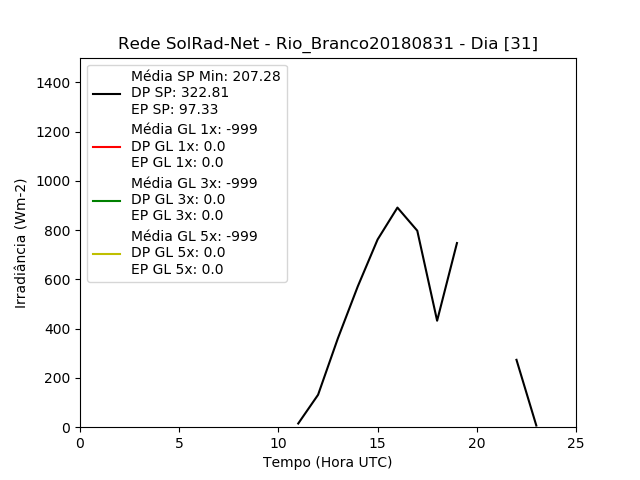 Rede SolRad-Net - Rio_Branco20180831 - Dia [31]
Média SP Min: 207.28
DP SP: 322.81
EP SP: 97.33
Média GL 1x: -999
DP GL 1x: 0.0
EP GL 1x: 0.0
Média GL 3x: -999
DP GL 3x: 0.0
EP GL 3x: 0.0
Média GL 5x: -999
DP GL 5x: 0.0
EP GL 5x: 0.0
Irradiância (Wm-2)
1400
1200
1000
800
600
400
200
0
0 5 10 15 20 25
Tempo (Hora UTC)